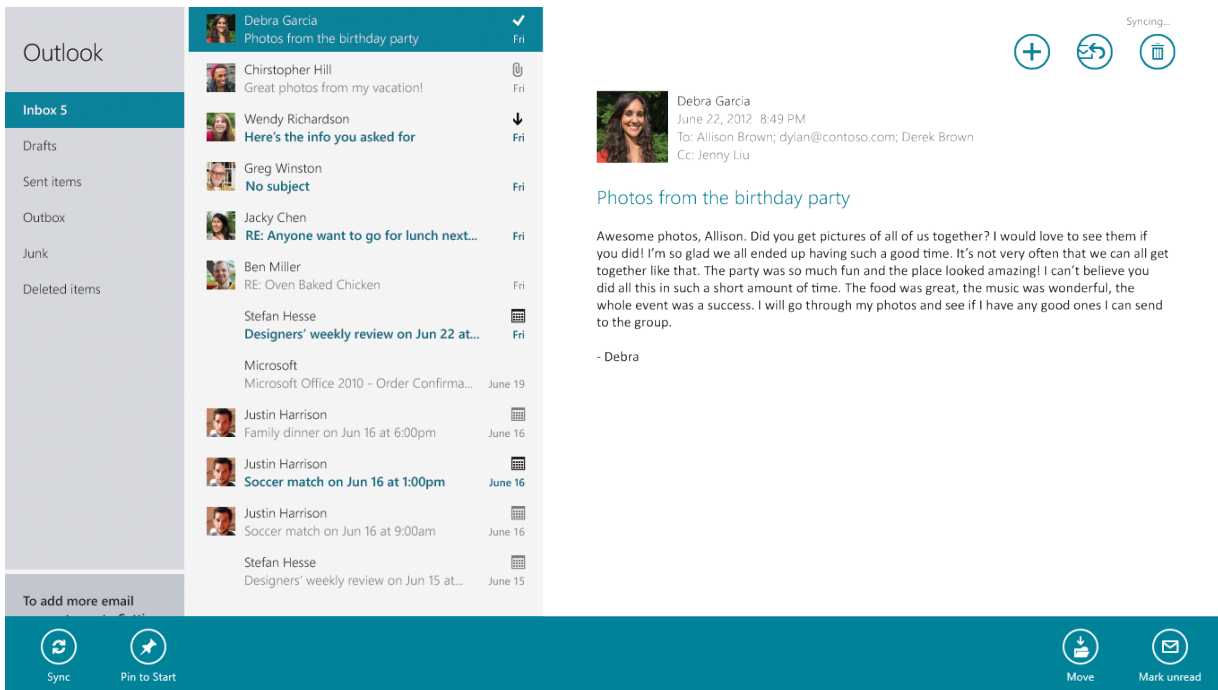 Outlook
Inbox 5
Drafts
Sent items
Outbox
Junk
Deleted items
To add more email
Debra Garcia
Photos from the birthday party
Fri
Chirstopher Hill
Great photos from my vacation!
Fri
Wendy Richardson
Here's the info you asked for
Fri
Greg Winston
No subject
Fri
Jacky Chen
RE: Anyone want to go for lunch next...
Fri
Ben Miller
RE: Oven Baked Chicken
Fri
Stefan Hesse
Designers' weekly review on Jun 22 at...
Fri
Microsoft
Microsoft Office 2010 - Order Confirma...
June 19
Justin Harrison
Family dinner on Jun 16 at 6:00pm
June 16
Justin Harrison
Soccer match on Jun 16 at 1:00pm
June 16
Justin Harrison
Soccer match on Jun 16 at 9:00am
June 16
Stefan Hesse
Designers' weekly review on Jun 15 at...
June 15
Syncing...
Debra Garcia
June 22, 2012 8:49 PM
To: Allison Brown; dylan@contoso.com; Derek Brown
Cc: Jenny Liu
Photos from the birthday party
Awesome photos, Allison. Did you get pictures of all of us together? I would love to see them if
you did! I'm so glad we all ended up having such a good time. It's not very often that we can all get
together like that. The party was so much fun and the place looked amazing! I can't believe you
did all this in such a short amount of time. The food was great, the music was wonderful, the
whole event was a success. I will go through my photos and see if I have any good ones I can send
to the group.
- Debra
Sync
Pin to Start
Move
Mark unread